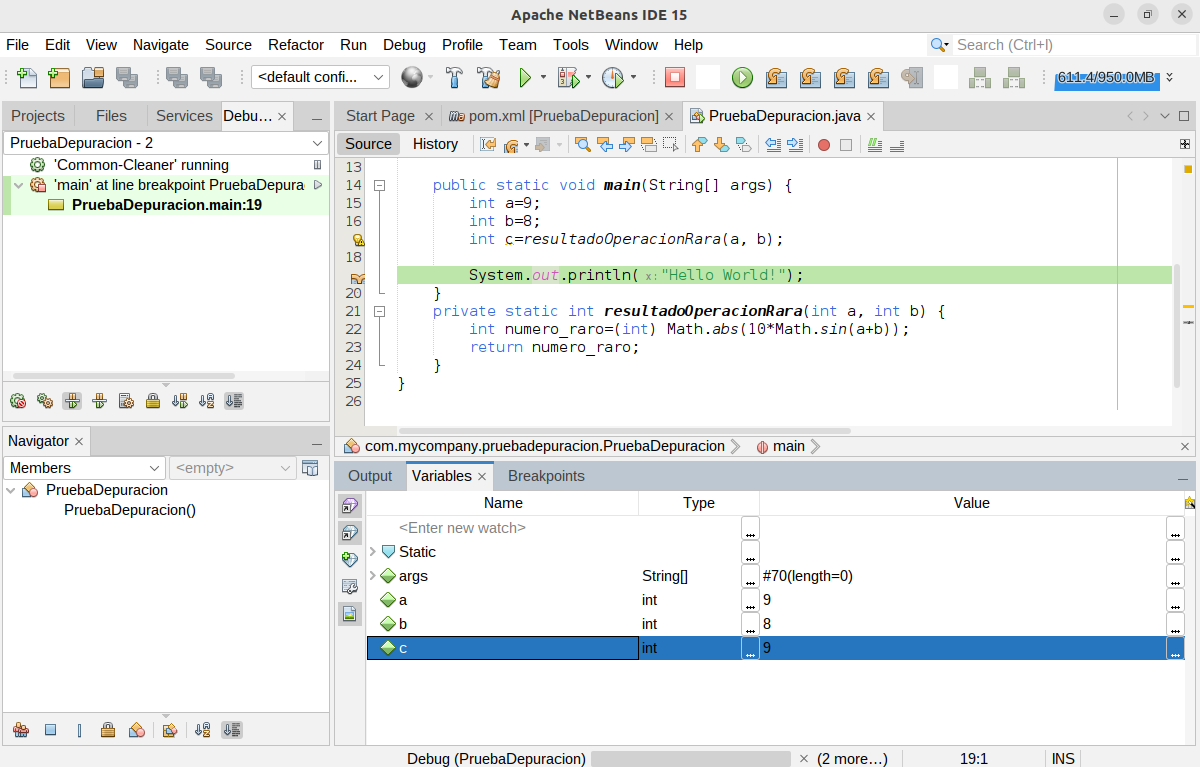 Apache NetBeans IDE 15
File Edit View Navigate Source Refactor Run Debug Profile Team Tools Window Help Search (Ctrl+I)
<default confi... 611.4/950.0MB
Projects Files Services Debu...
PruebaDepuracion - 2
'Common-Cleaner' running
'main' at line breakpoint PruebaDepura
PruebaDepuracion.main:19
Start Page pom.xml [PruebaDepuracion] PruebaDepuracion.java
Source History
13
14 public static void main(String[] args) {
15 int a=9;
16 int b=8;
int c=resultadoOperacionRara(a, b);
18
System.out.println( x: "Hello World!");
20 }
21 private static int resultadoOperacionRara(int a, int b) {
22 int numero_raro=(int) Math.abs(10*Math.sin(a+b));
23 return numero_raro;
24 }
25 }
26
com.mycompany.pruebadepuracion.PruebaDepuracion main
Navigator
Members <empty>
PruebaDepuracion
PruebaDepuracion()
Output Variables Breakpoints
Name Type Value
<Enter new watch> ... ...
Static ... ...
args String[] ... #70(length=0) ...
a int ... 9 ...
b int ... 8 ...
c int ... 9 ...
Debug (PruebaDepuracion) (2 more...) 19:1 INS